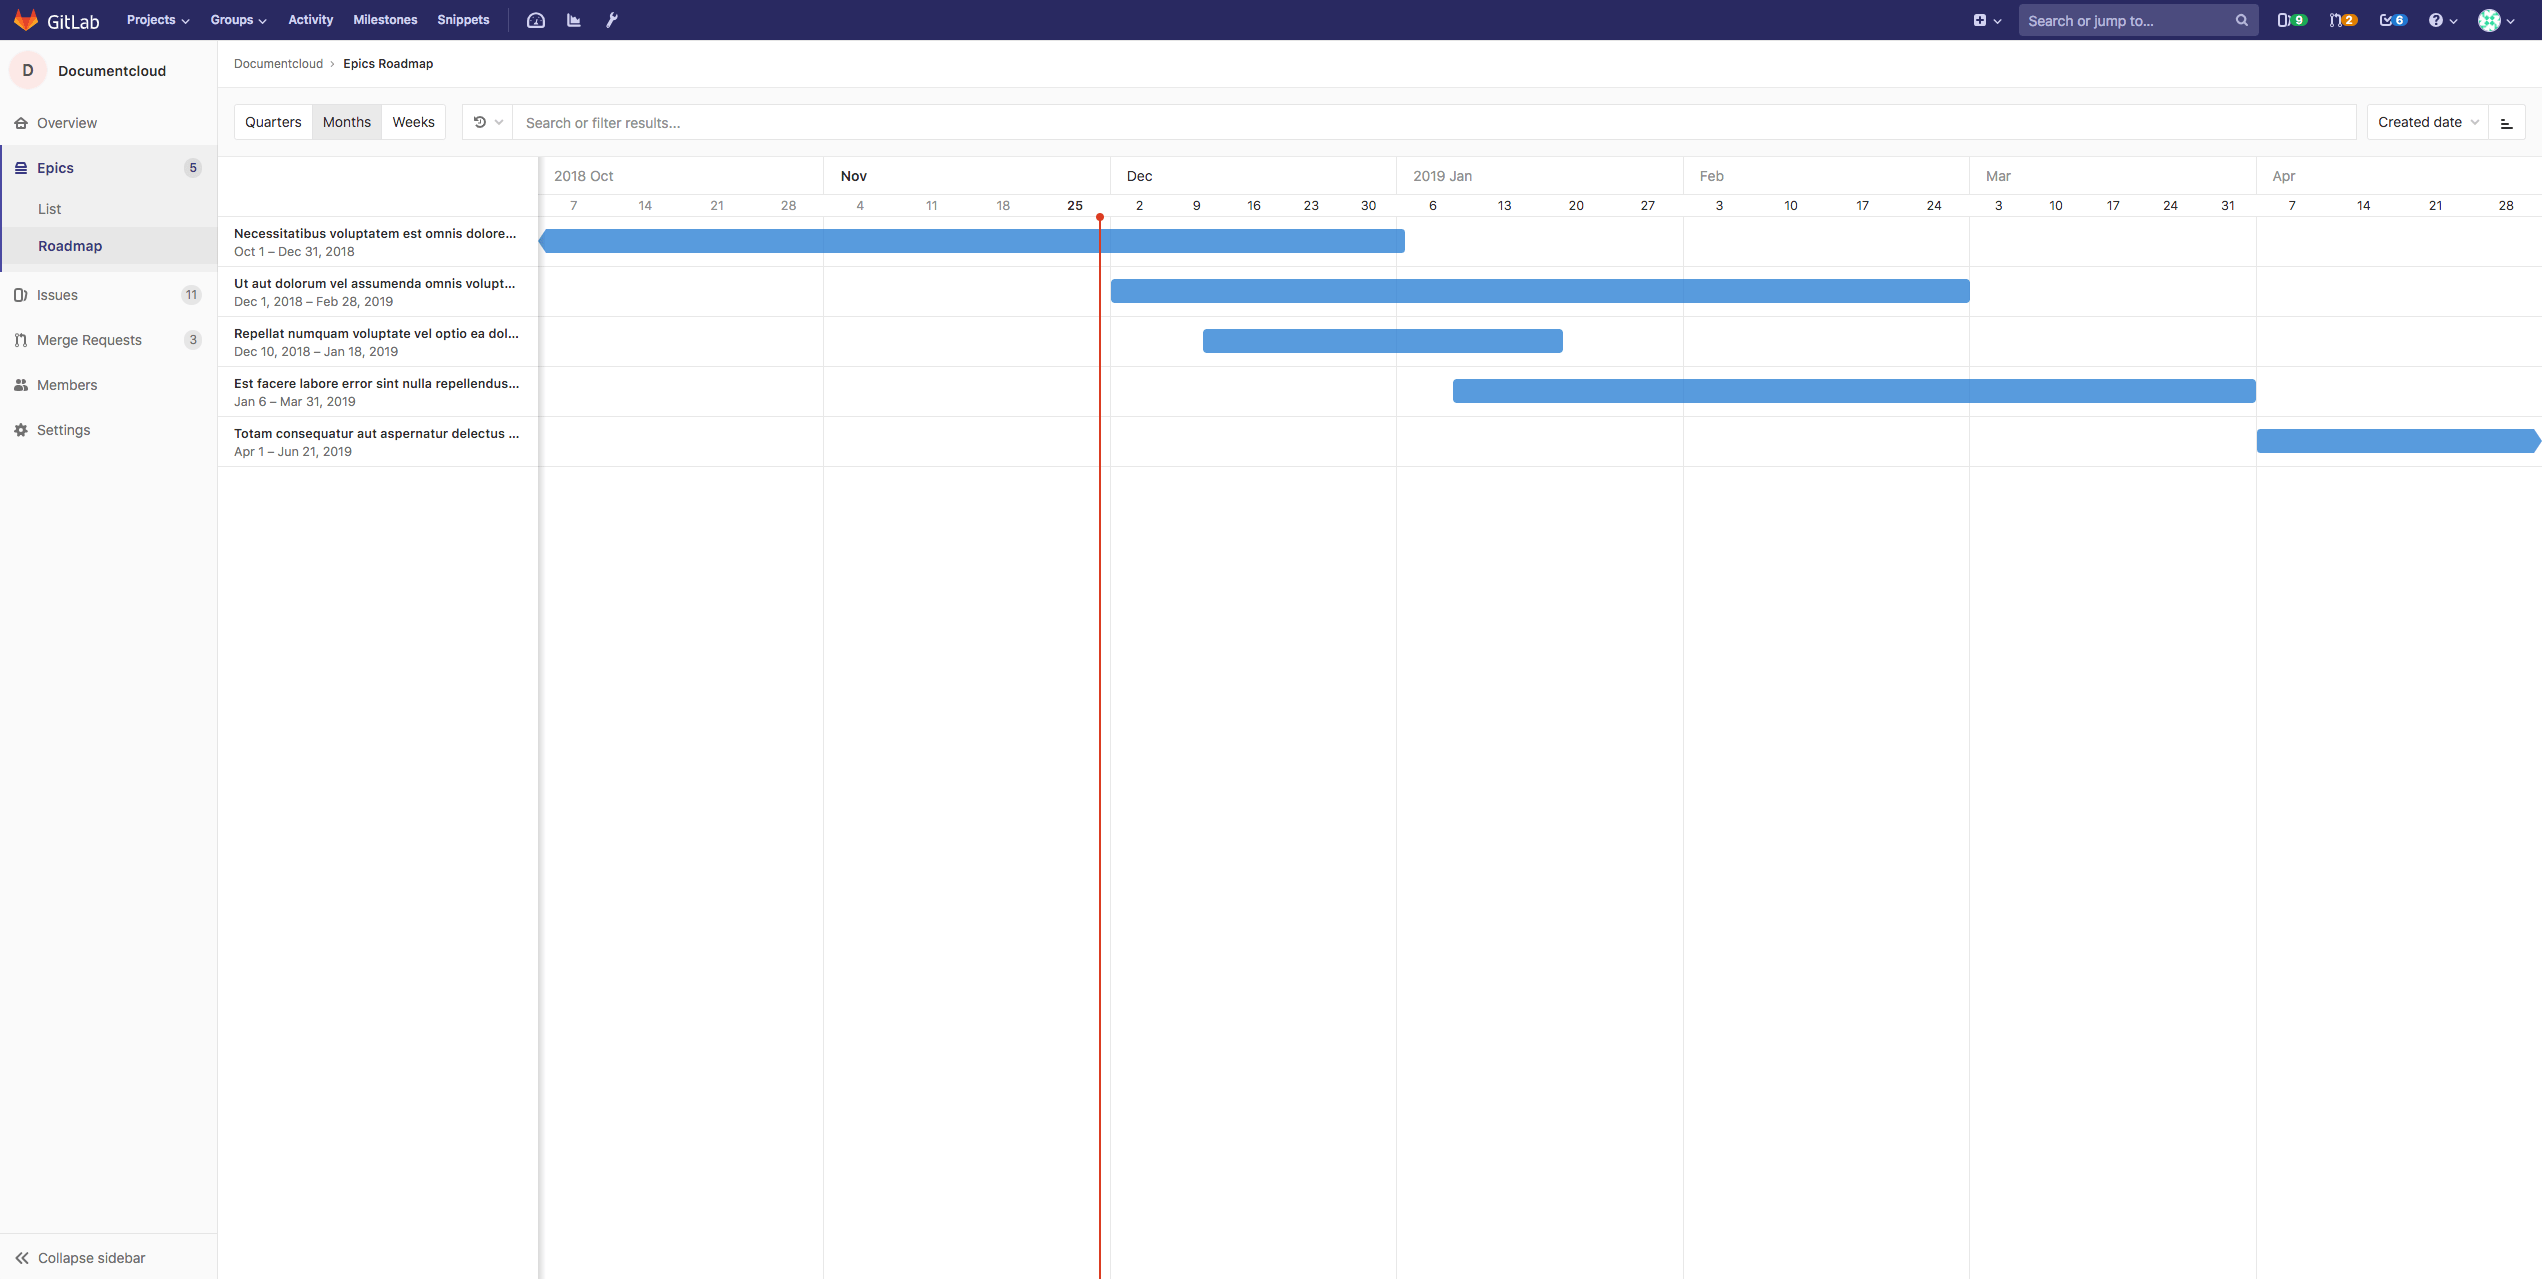 GitLab Projects Groups Activity Milestones Snippets Search or jump to... 9 2 6
D Documentcloud
Documentcloud › Epics Roadmap
Overview
Epics 5
List
Roadmap
Issues 11
Merge Requests 3
Members
Settings
Collapse sidebar
Quarters Months Weeks Search or filter results... Created date
2018 Oct Nov Dec 2019 Jan Feb Mar Apr
7 14 21 28 4 11 18 25 2 9 16 23 30 6 13 20 27 3 10 17 24 3 10 17 24 31 7 14 21 28
Necessitatibus voluptatem est omnis dolore...
Oct 1 – Dec 31, 2018
Ut aut dolorum vel assumenda omnis volupt...
Dec 1, 2018 – Feb 28, 2019
Repellat numquam voluptate vel optio ea dol...
Dec 10, 2018 – Jan 18, 2019
Est facere labore error sint nulla repellendus...
Jan 6 – Mar 31, 2019
Totam consequatur aut aspernatur delectus ...
Apr 1 – Jun 21, 2019